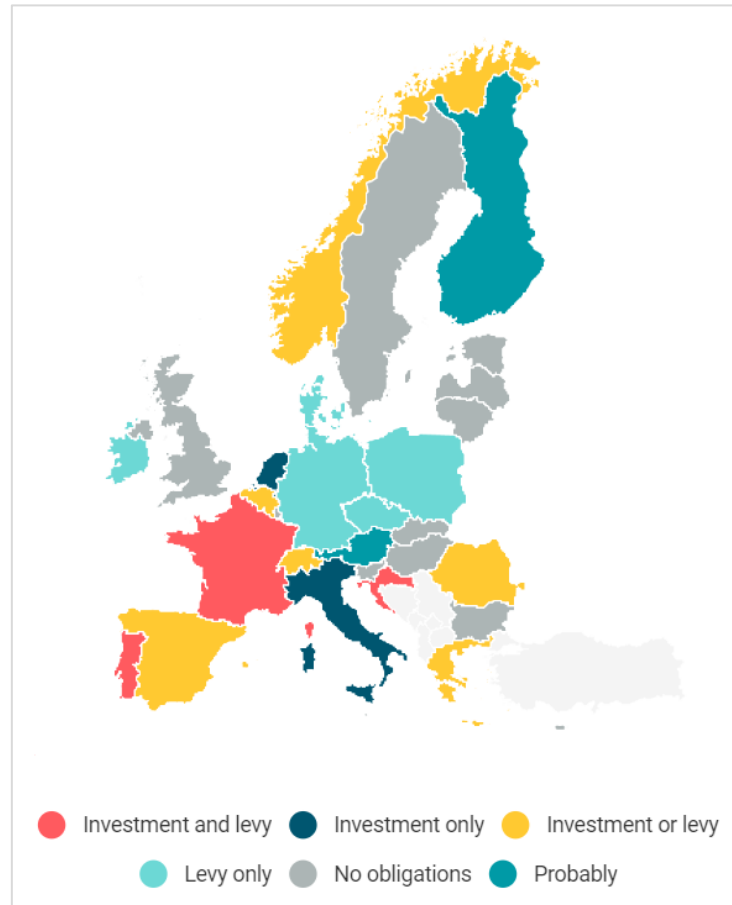 Investment and levy
Investment only
Investment or levy
Levy only
No obligations
Probably